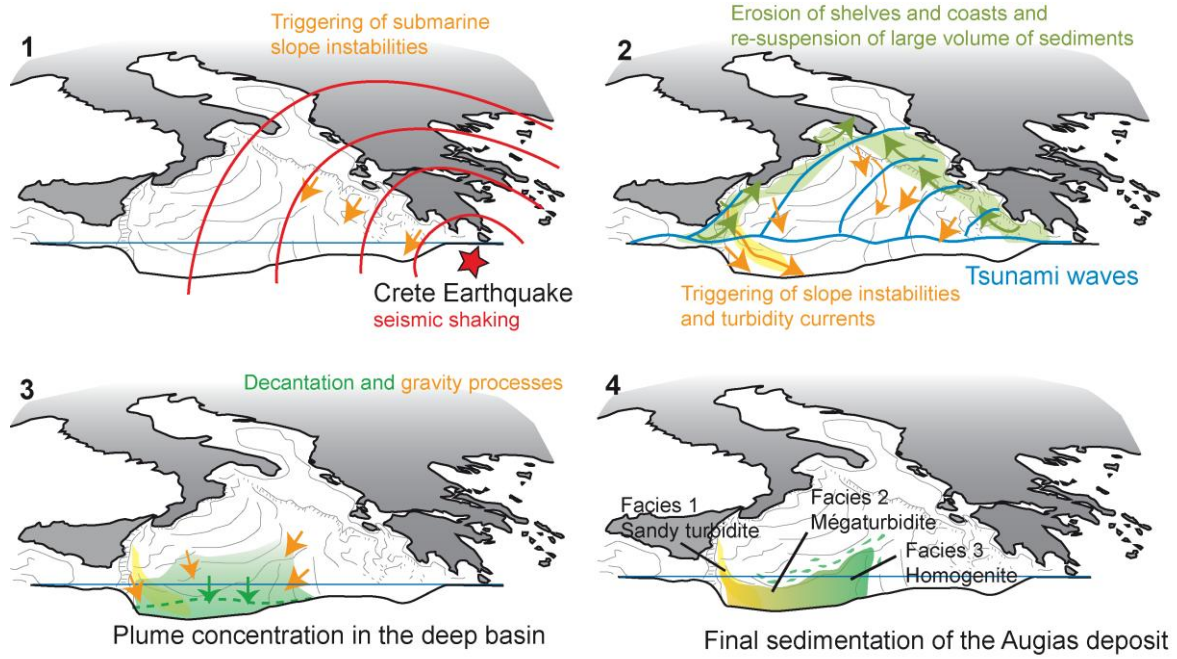 1
Triggering of submarine
slope instabilities
Crete Earthquake
seismic shaking
2
Erosion of shelves and coasts and
re-suspension of large volume of sediments
Tsunami waves
Triggering of slope instabilities
and turbidity currents
3
Decantation and gravity processes
Plume concentration in the deep basin
4
Facies 1
Sandy turbidite
Facies 2
Mégaturbidite
Facies 3
Homogenite
Final sedimentation of the Augias deposit